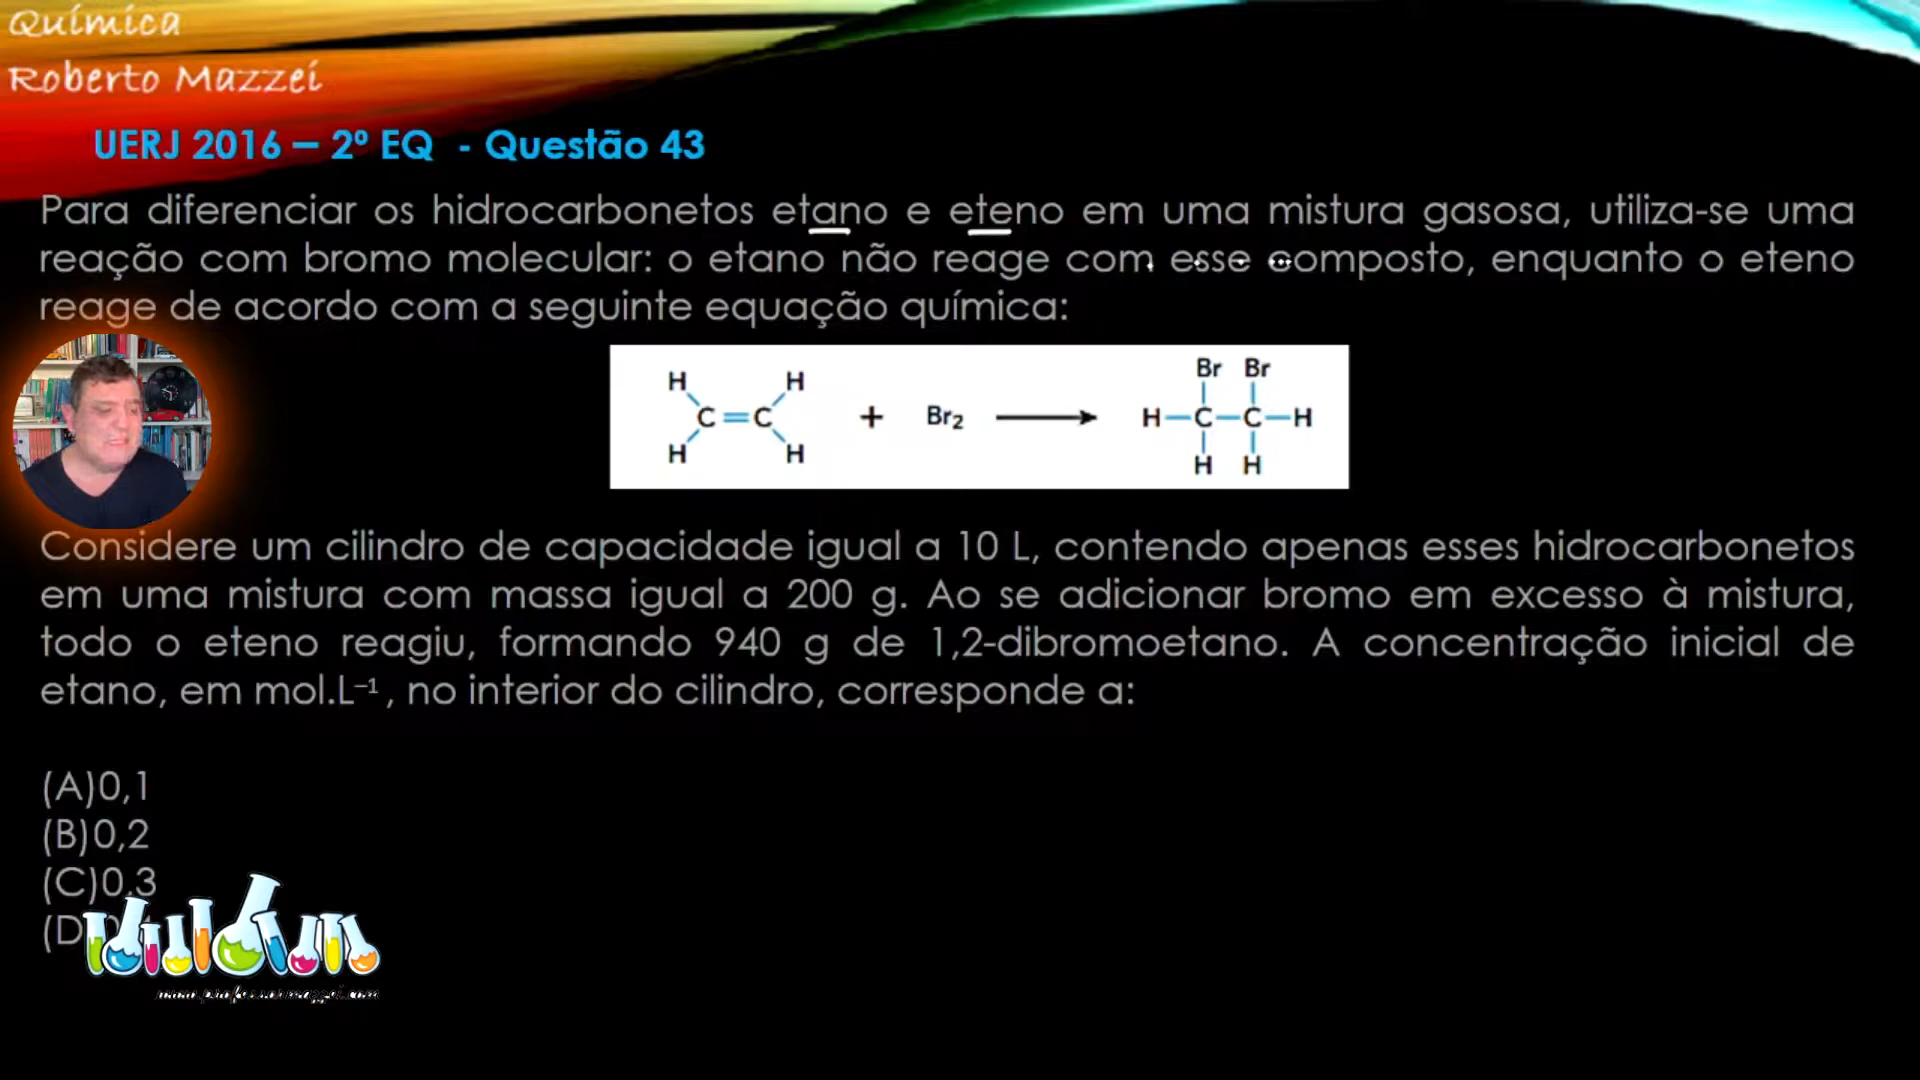 Química
Roberto Mazzei
UERJ 2016 – 2º EQ - Questão 43
Para diferenciar os hidrocarbonetos etano e eteno em uma mistura gasosa, utiliza-se uma
reação com bromo molecular: o etano não reage com esse composto, enquanto o eteno
reage de acordo com a seguinte equação química:
Br Br
H H
C=C + Br₂ → H–C–C–H
H H H H
Considere um cilindro de capacidade igual a 10 L, contendo apenas esses hidrocarbonetos
em uma mistura com massa igual a 200 g. Ao se adicionar bromo em excesso à mistura,
todo o eteno reagiu, formando 940 g de 1,2-dibromoetano. A concentração inicial de
etano, em mol.L⁻¹ , no interior do cilindro, corresponde a:
(A)0,1
(B)0,2
(C)0,3
(D
www.professormazzei.com